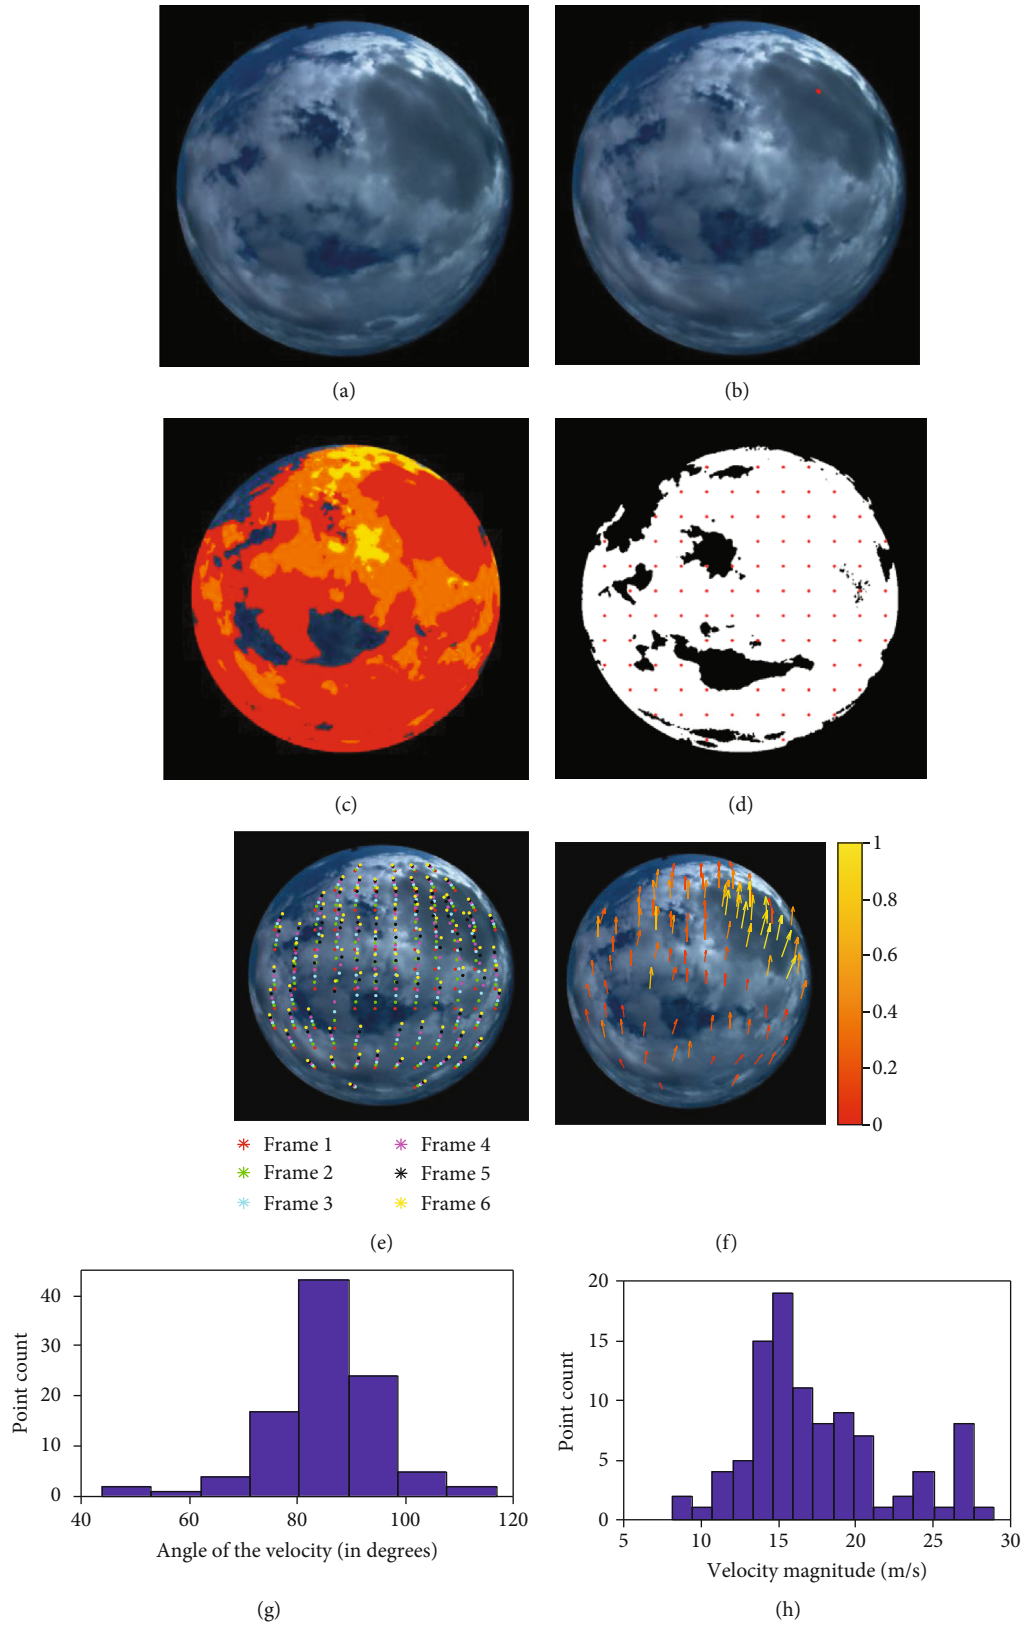 (a)
(b)
(c)
(d)
1
0.8
0.6
0.4
0.2
0
Frame 1
Frame 2
Frame 3
Frame 4
Frame 5
Frame 6
(e)
(f)
Point count
40
30
20
10
0
40
60
80
100
120
Angle of the velocity (in degrees)
(g)
Point count
20
15
10
5
0
5
10
15
20
25
30
Velocity magnitude (m/s)
(h)